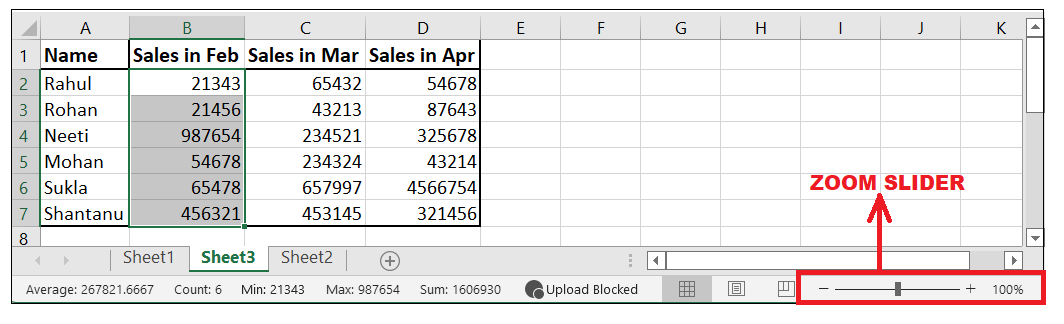 A B C D E F G H I J K
1 Name Sales in Feb Sales in Mar Sales in Apr
2 Rahul 21343 65432 54678
3 Rohan 21456 43213 87643
4 Neeti 987654 234521 325678
5 Mohan 54678 234324 43214
6 Sukla 65478 657997 4566754
ZOOM SLIDER
7 Shantanu 456321 453145 321456
8
Sheet1 Sheet3 Sheet2
Average: 267821.6667 Count: 6 Min: 21343 Max: 987654 Sum: 1606930 Upload Blocked 100%